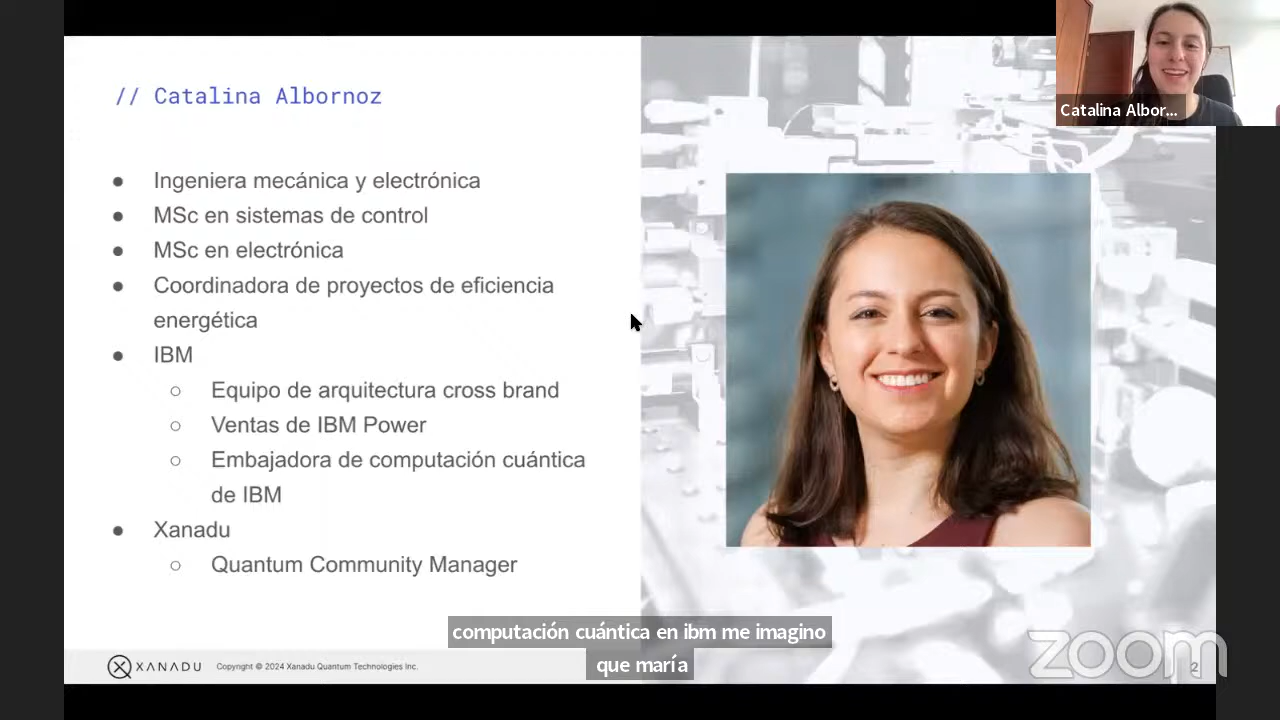 // Catalina Albornoz
Catalina Albor...
● Ingeniera mecánica y electrónica
● MSc en sistemas de control
● MSc en electrónica
● Coordinadora de proyectos de eficiencia
energética
● IBM
○ Equipo de arquitectura cross brand
○ Ventas de IBM Power
○ Embajadora de computación cuántica
de IBM
● Xanadu
○ Quantum Community Manager
computación cuántica en ibm me imagino
que maría
XANADU Copyright © 2024 Xanadu Quantum Technologies Inc.
zoom
2